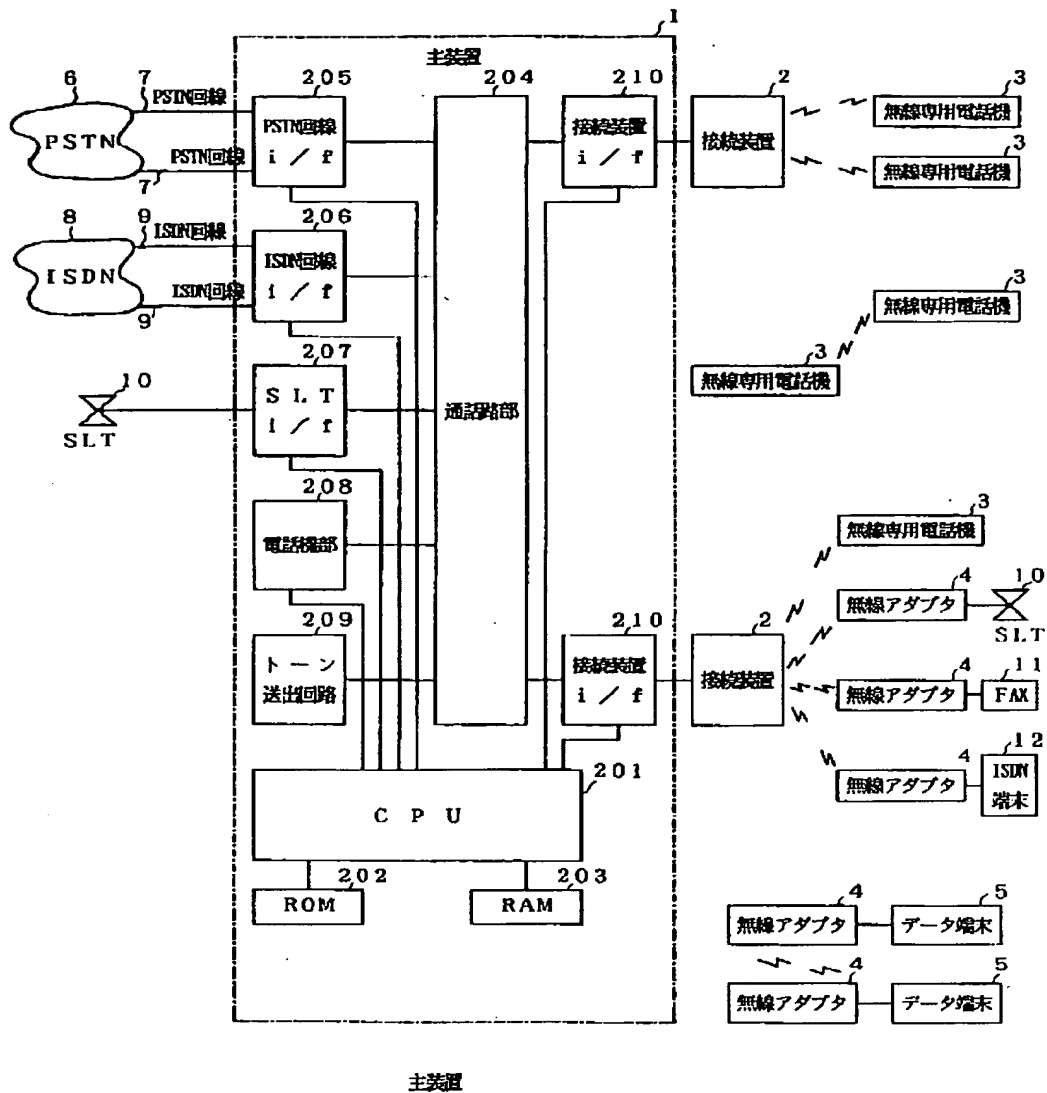 1
主装置
6
PSTN
7
PSTN回線
PSTN回線
7
205
PSTN回線
i/f
204
通話路部
210
接続装置
i/f
2
接続装置
3
無線専用電話機
3
無線専用電話機
8
ISDN
9
ISDN回線
ISDN回線
9
206
ISDN回線
i/f
3
無線専用電話機
3
無線専用電話機
10
SLT
207
SLT
i/f
208
電話機部
209
トーン
送出回路
210
接続装置
i/f
2
接続装置
3
無線専用電話機
4
無線アダプタ
10
SLT
4
無線アダプタ
11
FAX
4
無線アダプタ
12
ISDN
端末
201
CPU
202
ROM
203
RAM
4
無線アダプタ
5
データ端末
4
無線アダプタ
5
データ端末
主装置